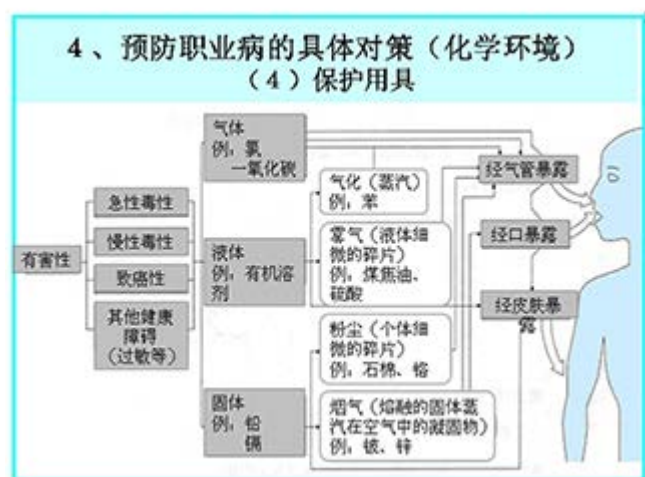 4、预防职业病的具体对策（化学环境）
（4）保护用具
有害性
急性毒性
慢性毒性
致癌性
其他健康
障碍
（过敏等）
气体
例：氯
一氧化碳
液体
例：有机溶
剂
固体
例：铅
镉
气化（蒸汽）
例：苯
雾气（液体细
微的碎片）
例：煤焦油、
硫酸
粉尘（个体细
微的碎片）
例：石棉、铬
烟气（熔融的固体蒸
汽在空气中的凝固物）
例：铍、锌
经气管暴露
经口暴露
经皮肤暴
露